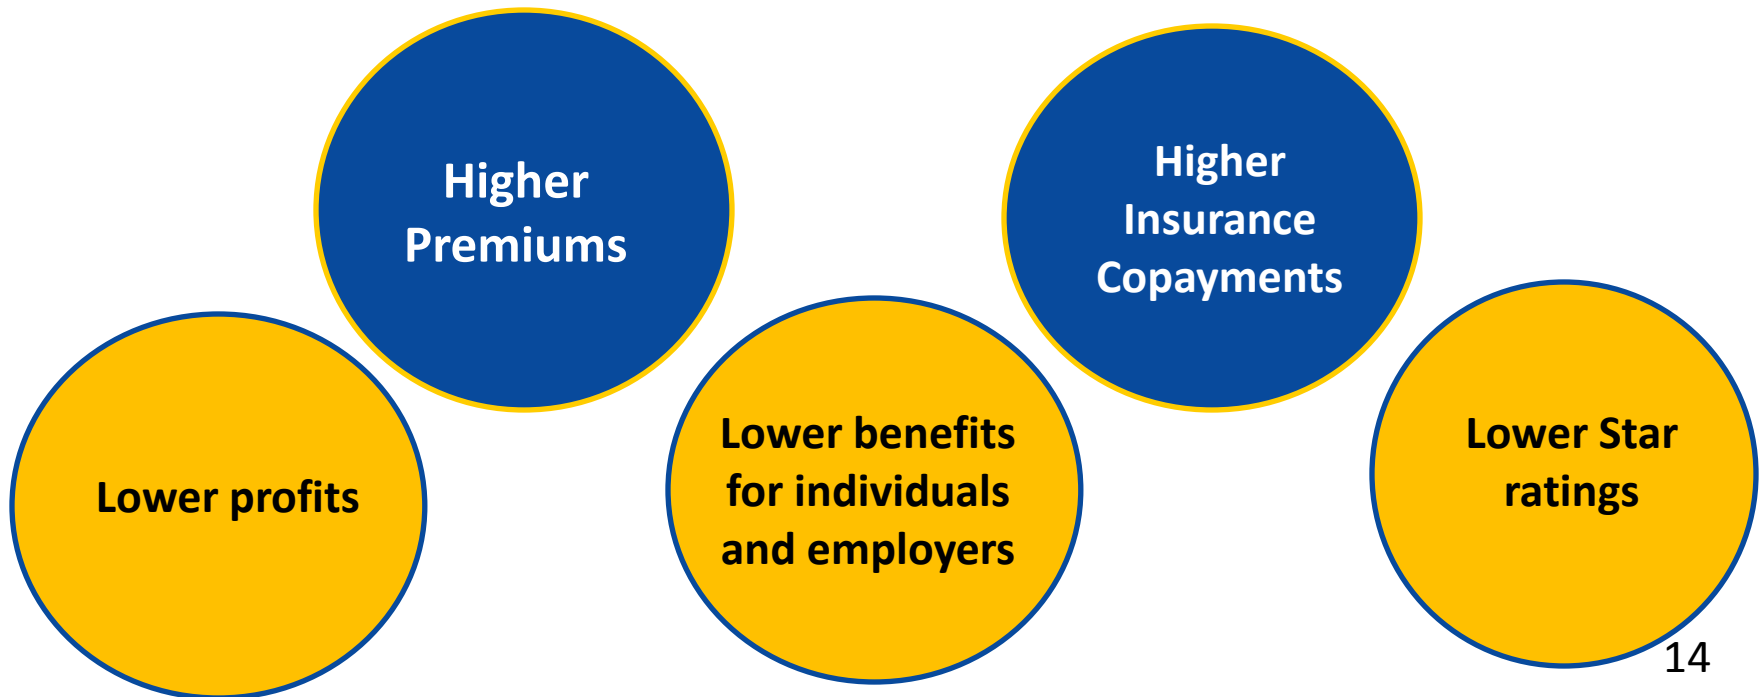 Higher
Premiums
Higher
Insurance
Copayments
Lower profits
Lower benefits
for individuals
and employers
Lower Star
ratings
14